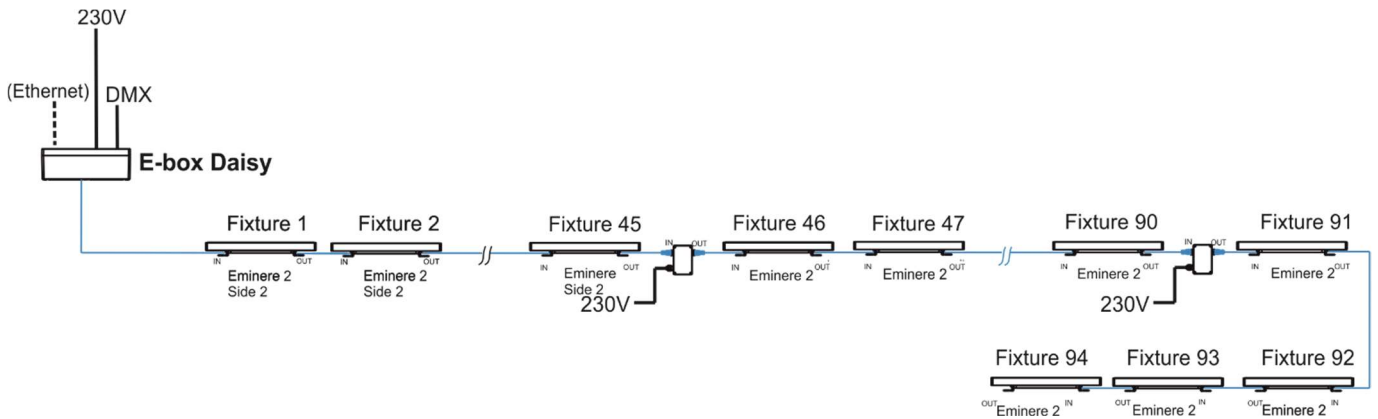 230V
(Ethernet)
DMX
E-box Daisy
Fixture 1
Fixture 2
Fixture 45
Fixture 46
Fixture 47
Fixture 90
Fixture 91
IN
OUT
IN
OUT
IN
OUT
IN
OUT
IN
OUT
IN
OUT
IN
OUT
IN
OUT
IN
OUT
Eminere 2
Side 2
Eminere 2
Side 2
Eminere
Side 2
Eminere 2
Eminere 2
Eminere 2
Eminere 2
230V
230V
Fixture 94
Fixture 93
Fixture 92
OUT
Eminere 2
IN
OUT
Eminere 2
IN
OUT
Eminere 2
IN